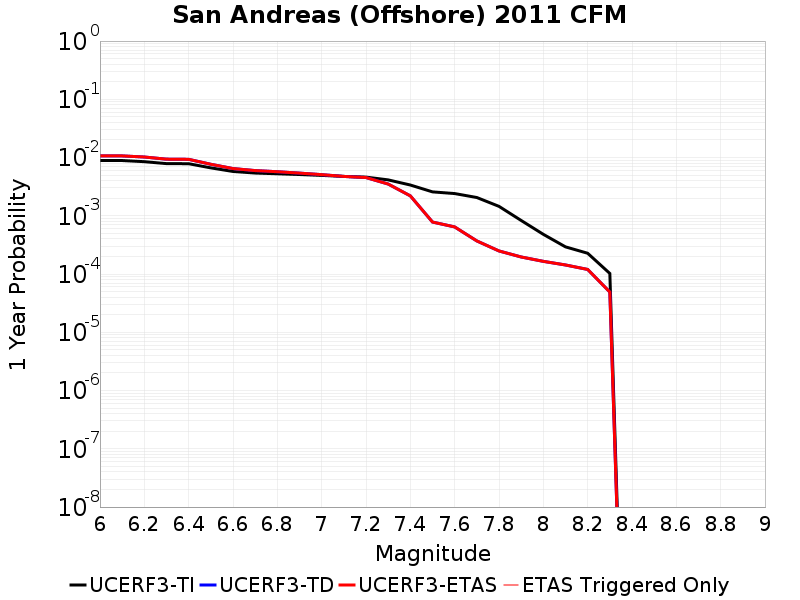 San Andreas (Offshore) 2011 CFM
10^0
10^-1
10^-2
10^-3
10^-4
10^-5
10^-6
10^-7
10^-8
1 Year Probability
6 6.2 6.4 6.6 6.8 7 7.2 7.4 7.6 7.8 8 8.2 8.4 8.6 8.8 9
Magnitude
UCERF3-TI UCERF3-TD UCERF3-ETAS ETAS Triggered Only